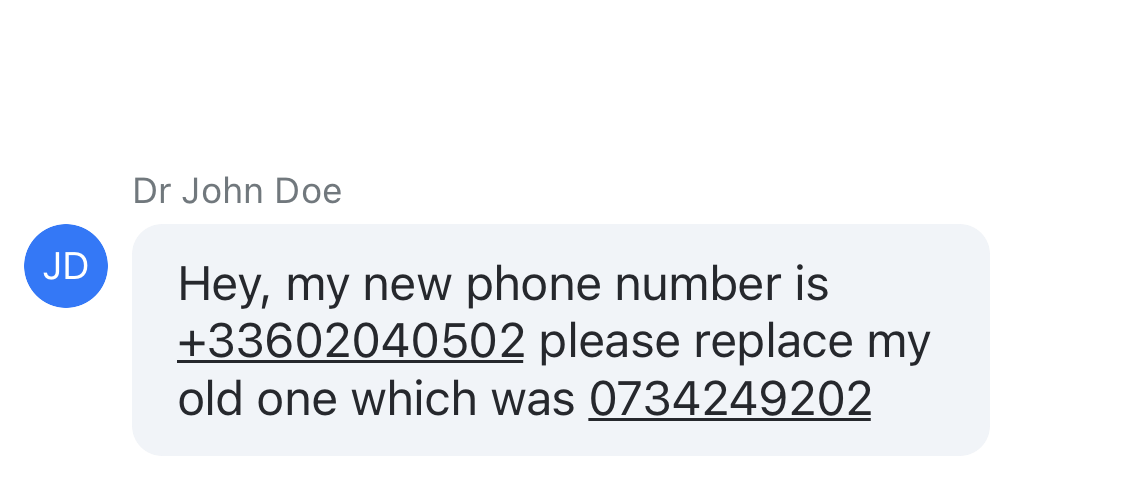 Dr John Doe
JD
Hey, my new phone number is
+33602040502 please replace my
old one which was 0734249202